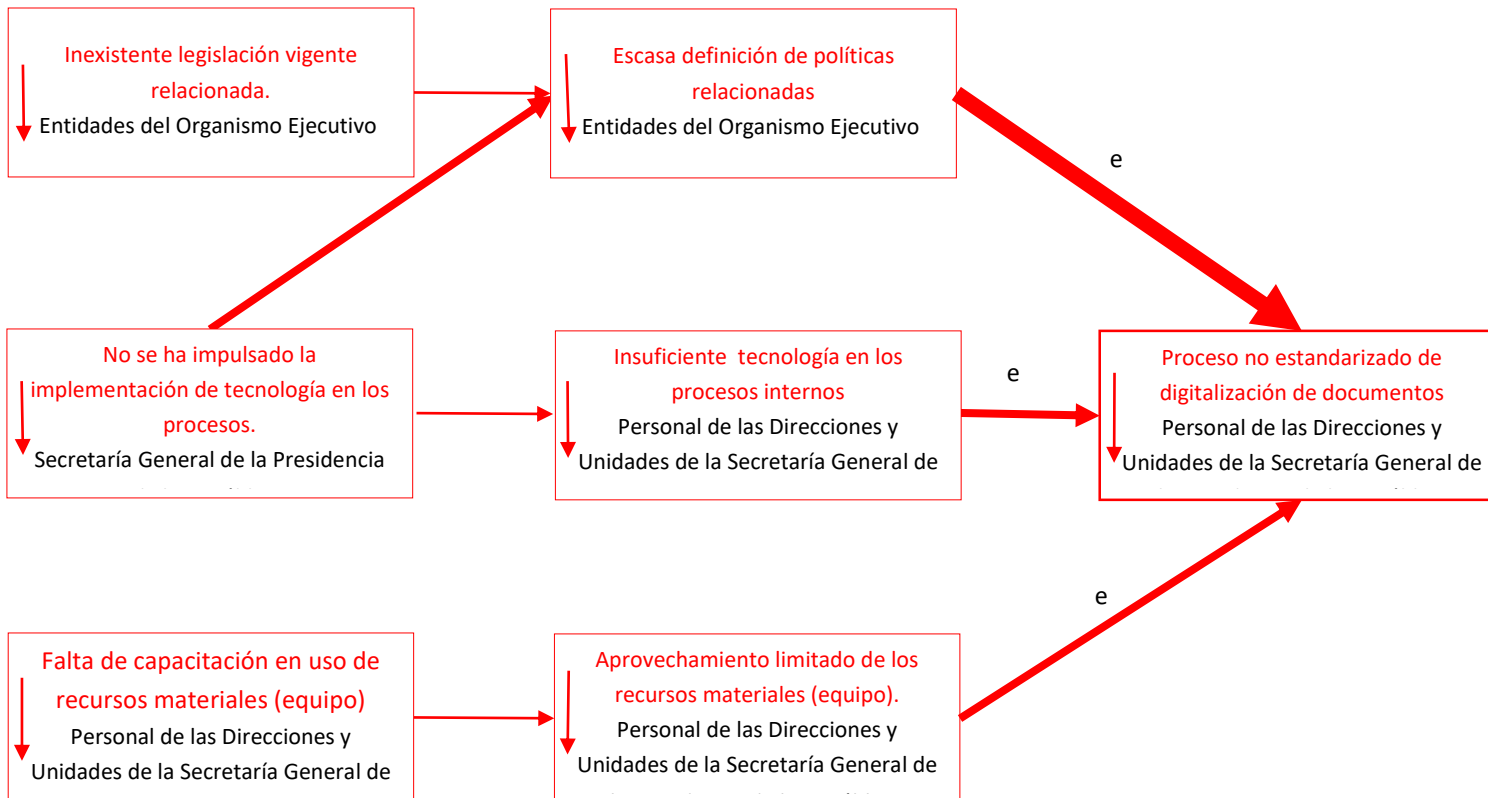 Inexistente legislación vigente
relacionada.
Entidades del Organismo Ejecutivo
Escasa definición de políticas
relacionadas
Entidades del Organismo Ejecutivo
e
No se ha impulsado la
implementación de tecnología en los
procesos.
Secretaría General de la Presidencia
Insuficiente tecnología en los
procesos internos
Personal de las Direcciones y
Unidades de la Secretaría General de
e
Proceso no estandarizado de
digitalización de documentos
Personal de las Direcciones y
Unidades de la Secretaría General de
Falta de capacitación en uso de
recursos materiales (equipo)
Personal de las Direcciones y
Unidades de la Secretaría General de
Aprovechamiento limitado de los
recursos materiales (equipo).
Personal de las Direcciones y
Unidades de la Secretaría General de
e